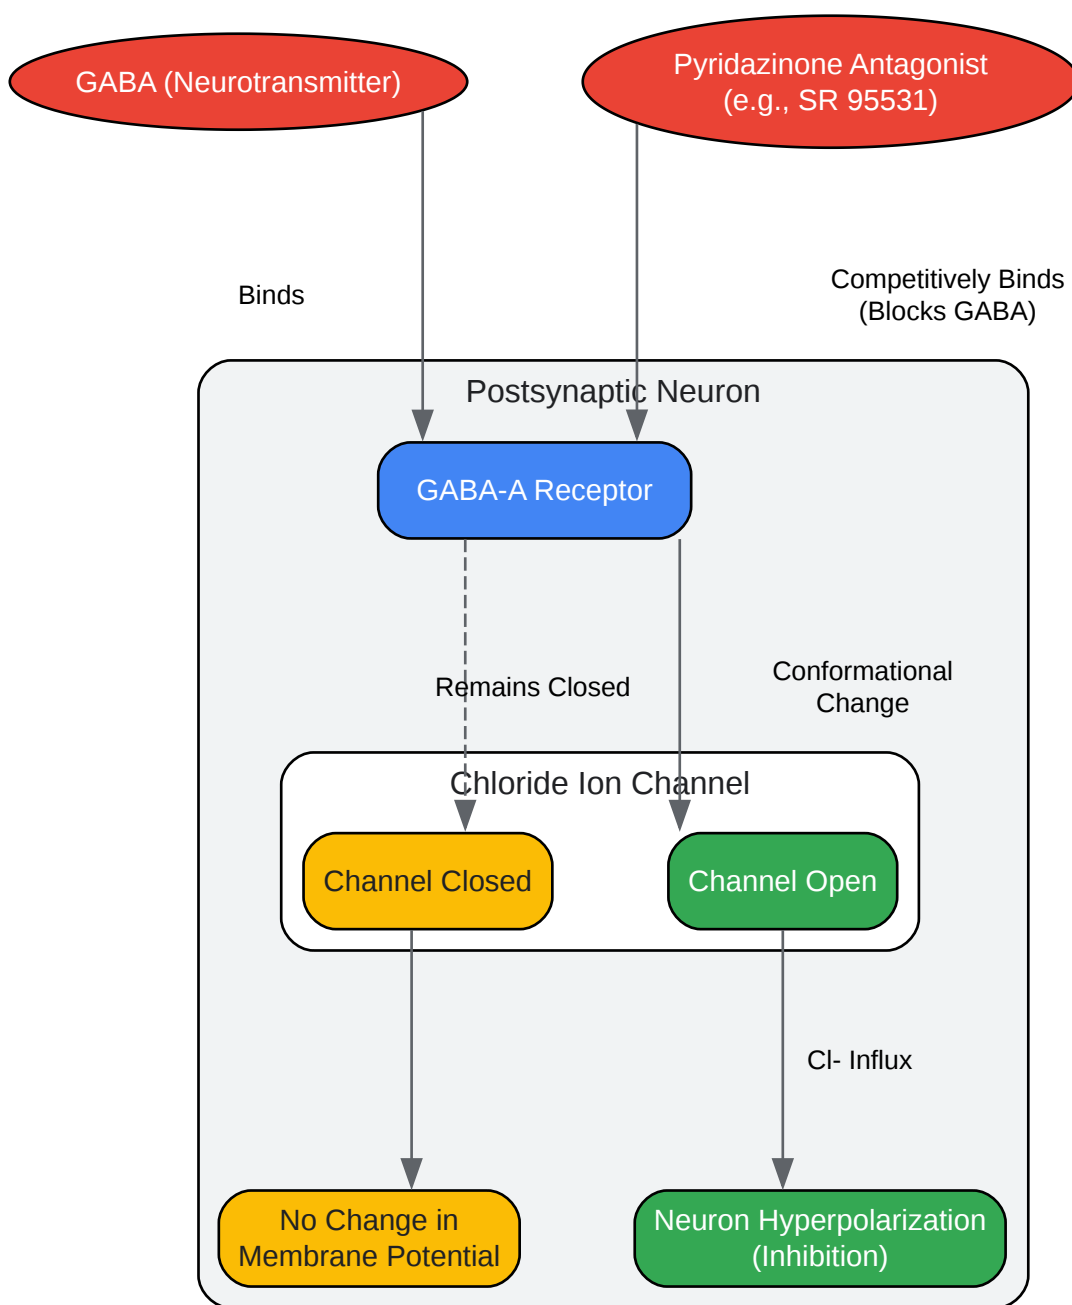 GABA (Neurotransmitter)
Pyridazinone Antagonist
(e.g., SR 95531)
Binds
Competitively Binds
(Blocks GABA)
Postsynaptic Neuron
GABA-A Receptor
Remains Closed
Conformational
Change
Chloride Ion Channel
Channel Closed
Channel Open
Cl- Influx
No Change in
Membrane Potential
Neuron Hyperpolarization
(Inhibition)